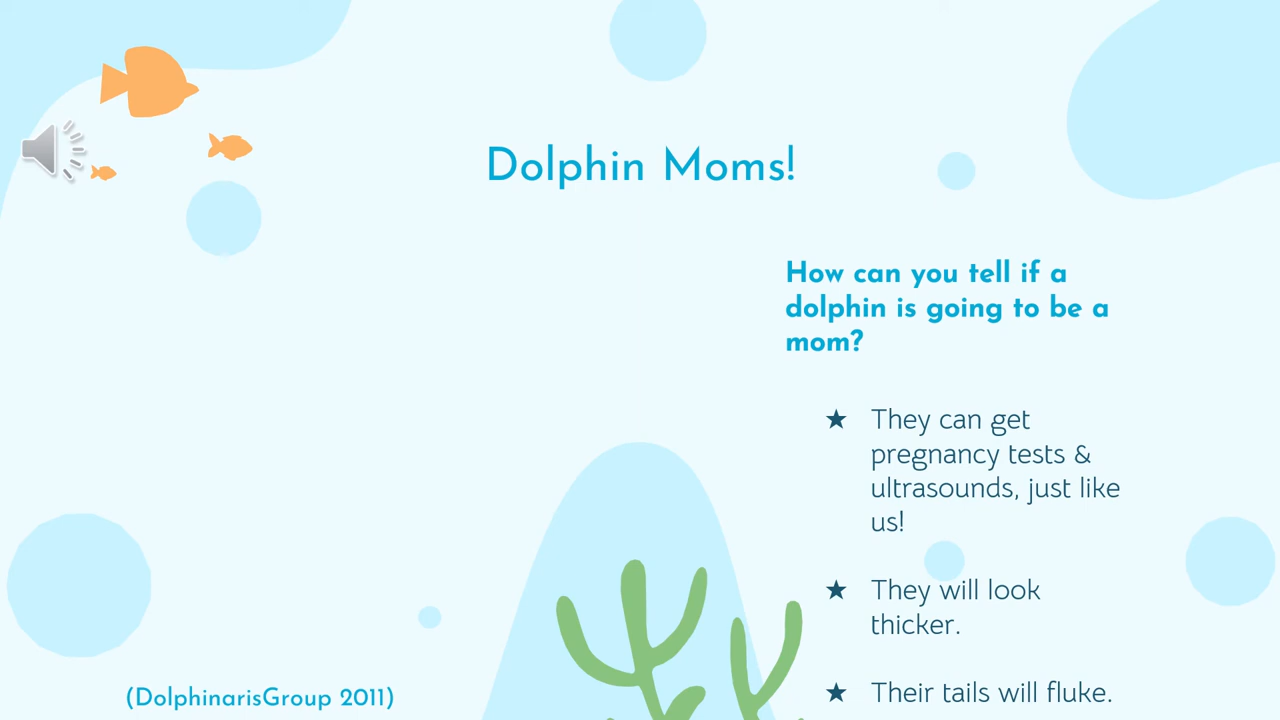 Dolphin Moms!
How can you tell if a
dolphin is going to be a
mom?
★ They can get
pregnancy tests &
ultrasounds, just like
us!
★ They will look
thicker.
★ Their tails will fluke.
(DolphinarisGroup 2011)